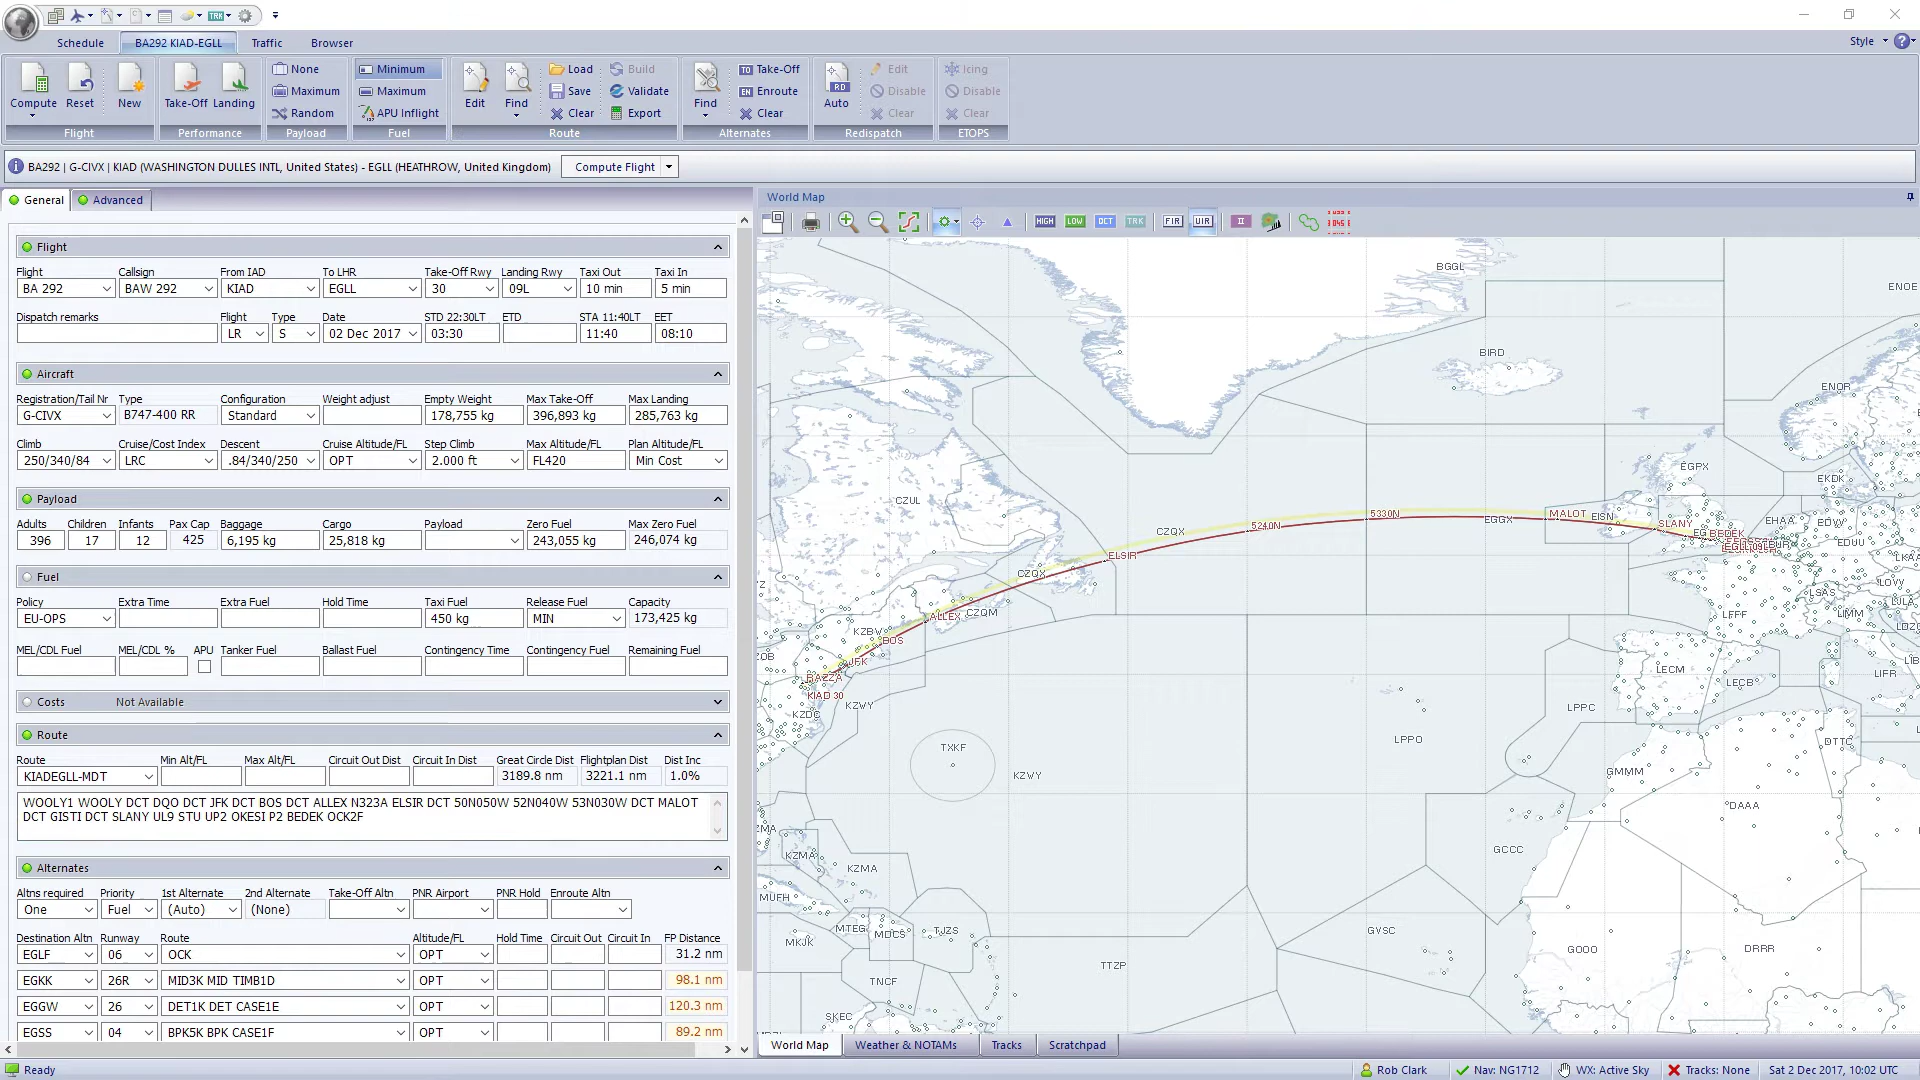 TRK
Schedule
BA292 KIAD-EGLL
Traffic
Browser
Style
Compute
Reset
New
Flight
Take-Off
Landing
Performance
None
Maximum
Random
Payload
Minimum
Maximum
APU Inflight
Fuel
Edit
Find
Load
Save
Clear
Build
Validate
Export
Route
Find
TO Take-Off
EN Enroute
Clear
Alternates
RD
Auto
Edit
Disable
Clear
Redispatch
Icing
Disable
Clear
ETOPS
BA292 | G-CIVX | KIAD (WASHINGTON DULLES INTL, United States) - EGLL (HEATHROW, United Kingdom)
Compute Flight
General
Advanced
Flight
Flight Callsign From IAD To LHR Take-Off Rwy Landing Rwy Taxi Out Taxi In
BA 292 BAW 292 KIAD EGLL 30 09L 10 min 5 min
Dispatch remarks Flight Type Date STD 22:30LT ETD STA 11:40LT EET
LR S 02 Dec 2017 03:30 11:40 08:10
Aircraft
Registration/Tail Nr Type Configuration Weight adjust Empty Weight Max Take-Off Max Landing
G-CIVX B747-400 RR Standard 178,755 kg 396,893 kg 285,763 kg
Climb Cruise/Cost Index Descent Cruise Altitude/FL Step Climb Max Altitude/FL Plan Altitude/FL
250/340/84 LRC .84/340/250 OPT 2.000 ft FL420 Min Cost
Payload
Adults Children Infants Pax Cap Baggage Cargo Payload Zero Fuel Max Zero Fuel
396 17 12 425 6,195 kg 25,818 kg 243,055 kg 246,074 kg
Fuel
Policy Extra Time Extra Fuel Hold Time Taxi Fuel Release Fuel Capacity
EU-OPS 450 kg MIN 173,425 kg
MEL/CDL Fuel MEL/CDL % APU Tanker Fuel Ballast Fuel Contingency Time Contingency Fuel Remaining Fuel
Costs Not Available
Route
Route Min Alt/FL Max Alt/FL Circuit Out Dist Circuit In Dist Great Circle Dist Flightplan Dist Dist Inc
KIADEGLL-MDT 3189.8 nm 3221.1 nm 1.0%
WOOLY1 WOOLY DCT DQO DCT JFK DCT BOS DCT ALLEX N323A ELSIR DCT 50N050W 52N040W 53N030W DCT MALOT
DCT GISTI DCT SLANY UL9 STU UP2 OKESI P2 BEDEK OCK2F
Alternates
Altns required Priority 1st Alternate 2nd Alternate Take-Off Altn PNR Airport PNR Hold Enroute Altn
One Fuel (Auto) (None)
Destination Altn Runway Route Altitude/FL Hold Time Circuit Out Circuit In FP Distance
EGLF 06 OCK OPT 31.2 nm
EGKK 26R MID3K MID TIMB1D OPT 98.1 nm
EGGW 26 DET1K DET CASE1E OPT 120.3 nm
EGSS 04 BPK5K BPK CASE1F OPT 89.2 nm
World Map
HIGH LOW DCT TRK FIR UIR
BGGL
ENOE
BIRD
ENOR
EGPX
EKDK
CZUL
5330N
5240N
MALOT
EISN
EGGX
SLANY
BEDEK
EHAA
EDW
EDUU
LKAA
CZQX
ELSIR
CZQX
CZQM
ALLEX
KZBW
BOS
JFK
RAZZA
KIAD 30
KZDC
KZWY
LOVV
LSAS
LFFF
LIMM
LECM
LECB
LIRF
LPPC
DTTC
LPPO
TXKF
KZWY
GMMM
DAAA
GCCC
KZMA
KZMA
MUFH
MTEG
MDCS
TJZS
MKJK
GVSC
GOOO
DRRR
TTZP
TNCF
SKEC
World Map
Weather & NOTAMs
Tracks
Scratchpad
Ready
Rob Clark
Nav: NG1712
WX: Active Sky
Tracks: None
Sat 2 Dec 2017, 10:02 UTC